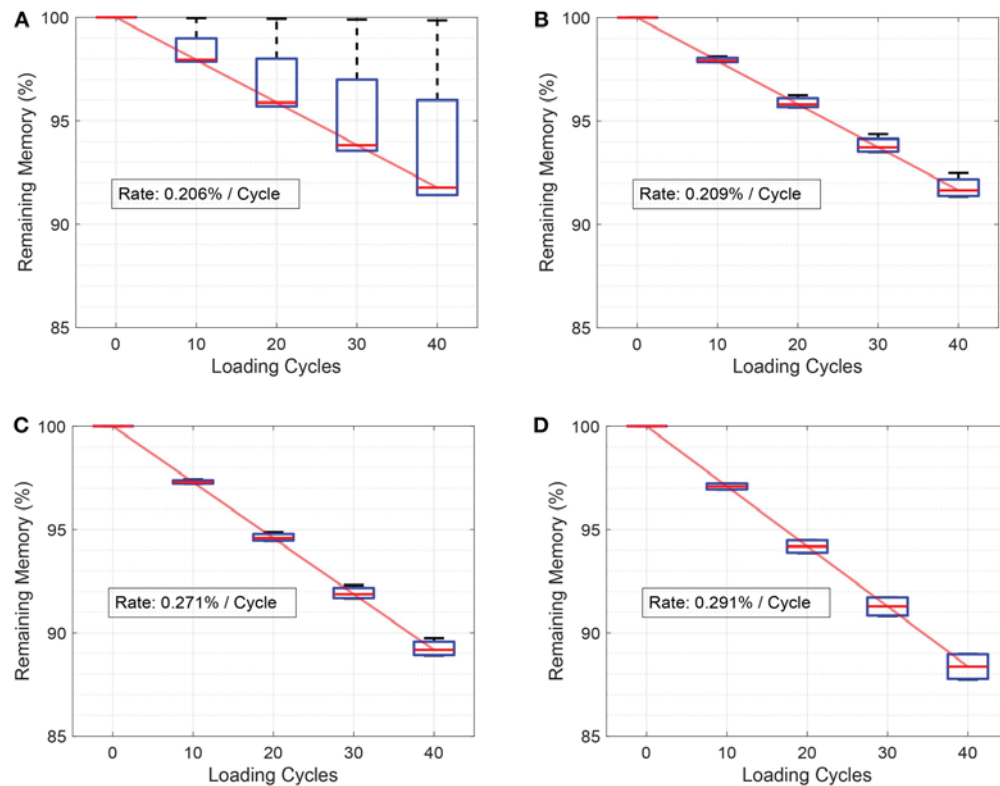 A
100
95
90
85
Remaining Memory (%)
Rate: 0.206% / Cycle
0 10 20 30 40
Loading Cycles
B
100
95
90
85
Remaining Memory (%)
Rate: 0.209% / Cycle
0 10 20 30 40
Loading Cycles
C
100
95
90
85
Remaining Memory (%)
Rate: 0.271% / Cycle
0 10 20 30 40
Loading Cycles
D
100
95
90
85
Remaining Memory (%)
Rate: 0.291% / Cycle
0 10 20 30 40
Loading Cycles